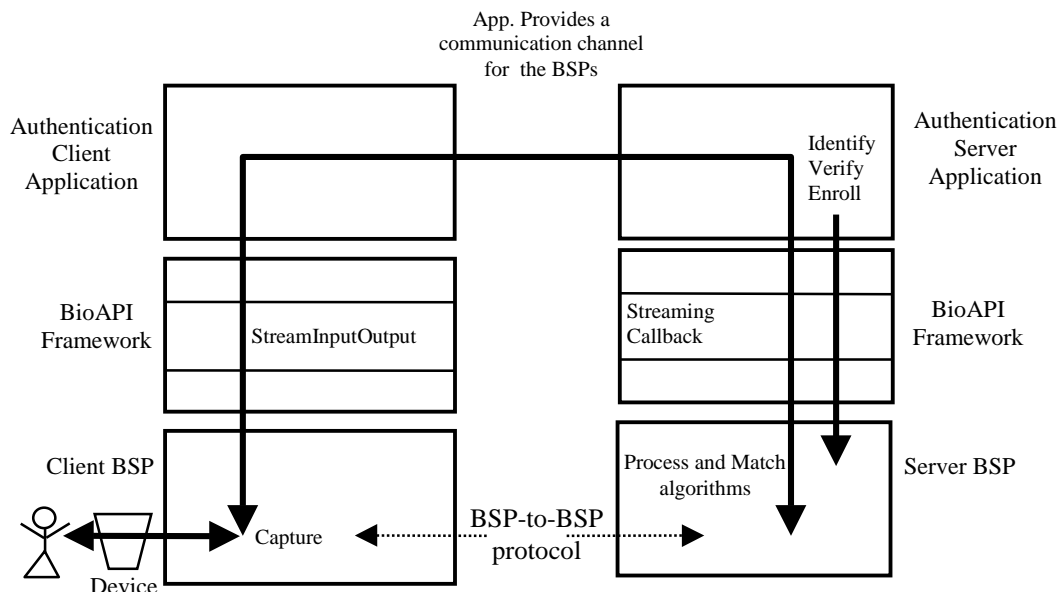 App. Provides a
communication channel
for the BSPs
Authentication
Client
Application
Identify
Verify
Enroll
Authentication
Server
Application
BioAPI
Framework
StreamInputOutput
Streaming
Callback
BioAPI
Framework
Client BSP
Process and Match
algorithms
Server BSP
Capture
BSP-to-BSP
protocol
Device